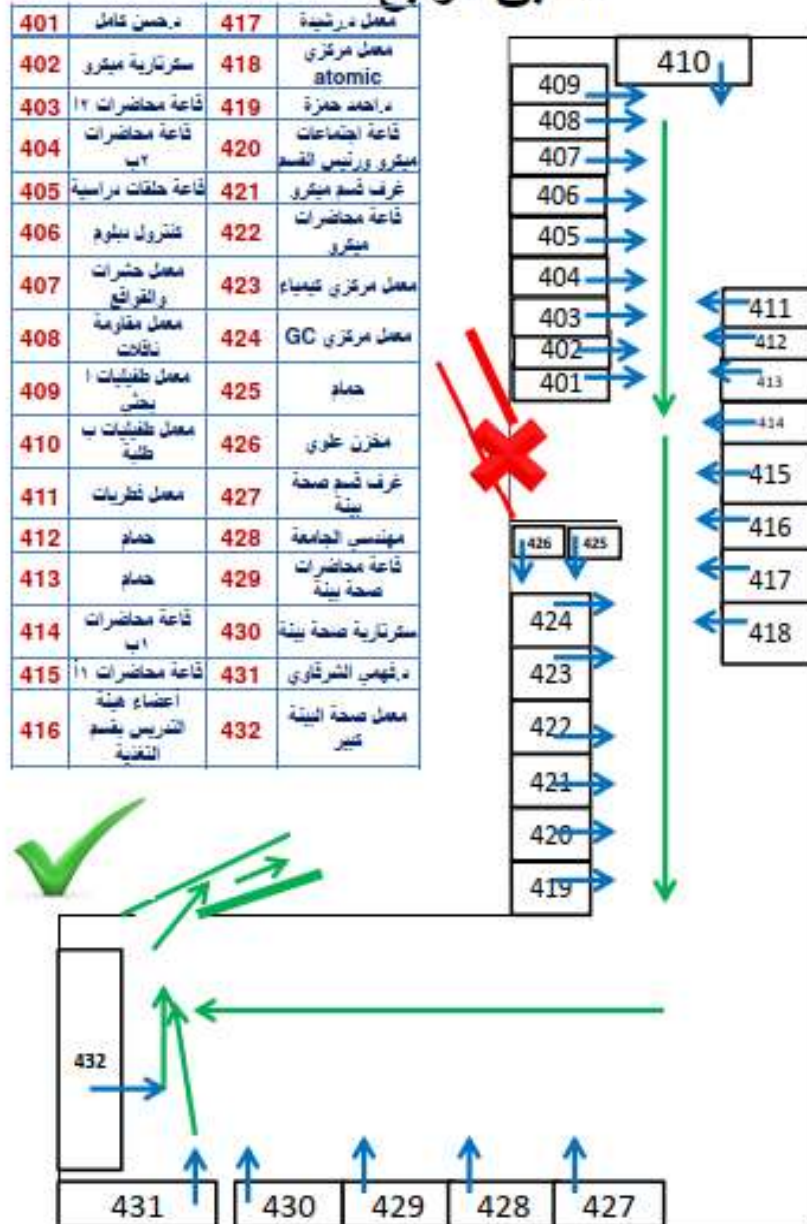 401 د.حسن كامل 417 معمل د.رشيدة
402 سكرتارية ميكرو 418 معمل مركزي
atomic
403 قاعة محاضرات ٢ا 419 د.احمد حمزة
404 قاعة محاضرات
٢ب 420 قاعة اجتماعات
ميكرو ورئيس القسم
405 قاعة حلقات دراسية 421 غرف قسم ميكرو
406 كنترول دبلوم 422 قاعة محاضرات
ميكرو
407 معمل حشرات
والقواقع 423 معمل مركزي كيمياء
408 معمل مقاومة
ناقلات 424 معمل مركزي GC
409 معمل طفيليات ا
بحثى 425 حمام
410 معمل طفيليات ب
طلبة 426 مخزن علوي
411 معمل فطريات 427 غرف قسم صحة
بيئة
412 حمام 428 مهندسي الجامعة
413 حمام 429 قاعة محاضرات
صحة بيئة
414 قاعة محاضرات
١ب 430 سكرتارية صحة بيئة
415 قاعة محاضرات ١أ 431 د.فهمي الشرقاوي
416 اعضاء هيئة
التدريس بقسم
التغذية 432 معمل صحة البيئة
كبير
410
409
408
407
406
405
404
403
402
401
411
412
413
414
415
416
417
418
426 425
424
423
422
421
420
419
432
431 430 429 428 427